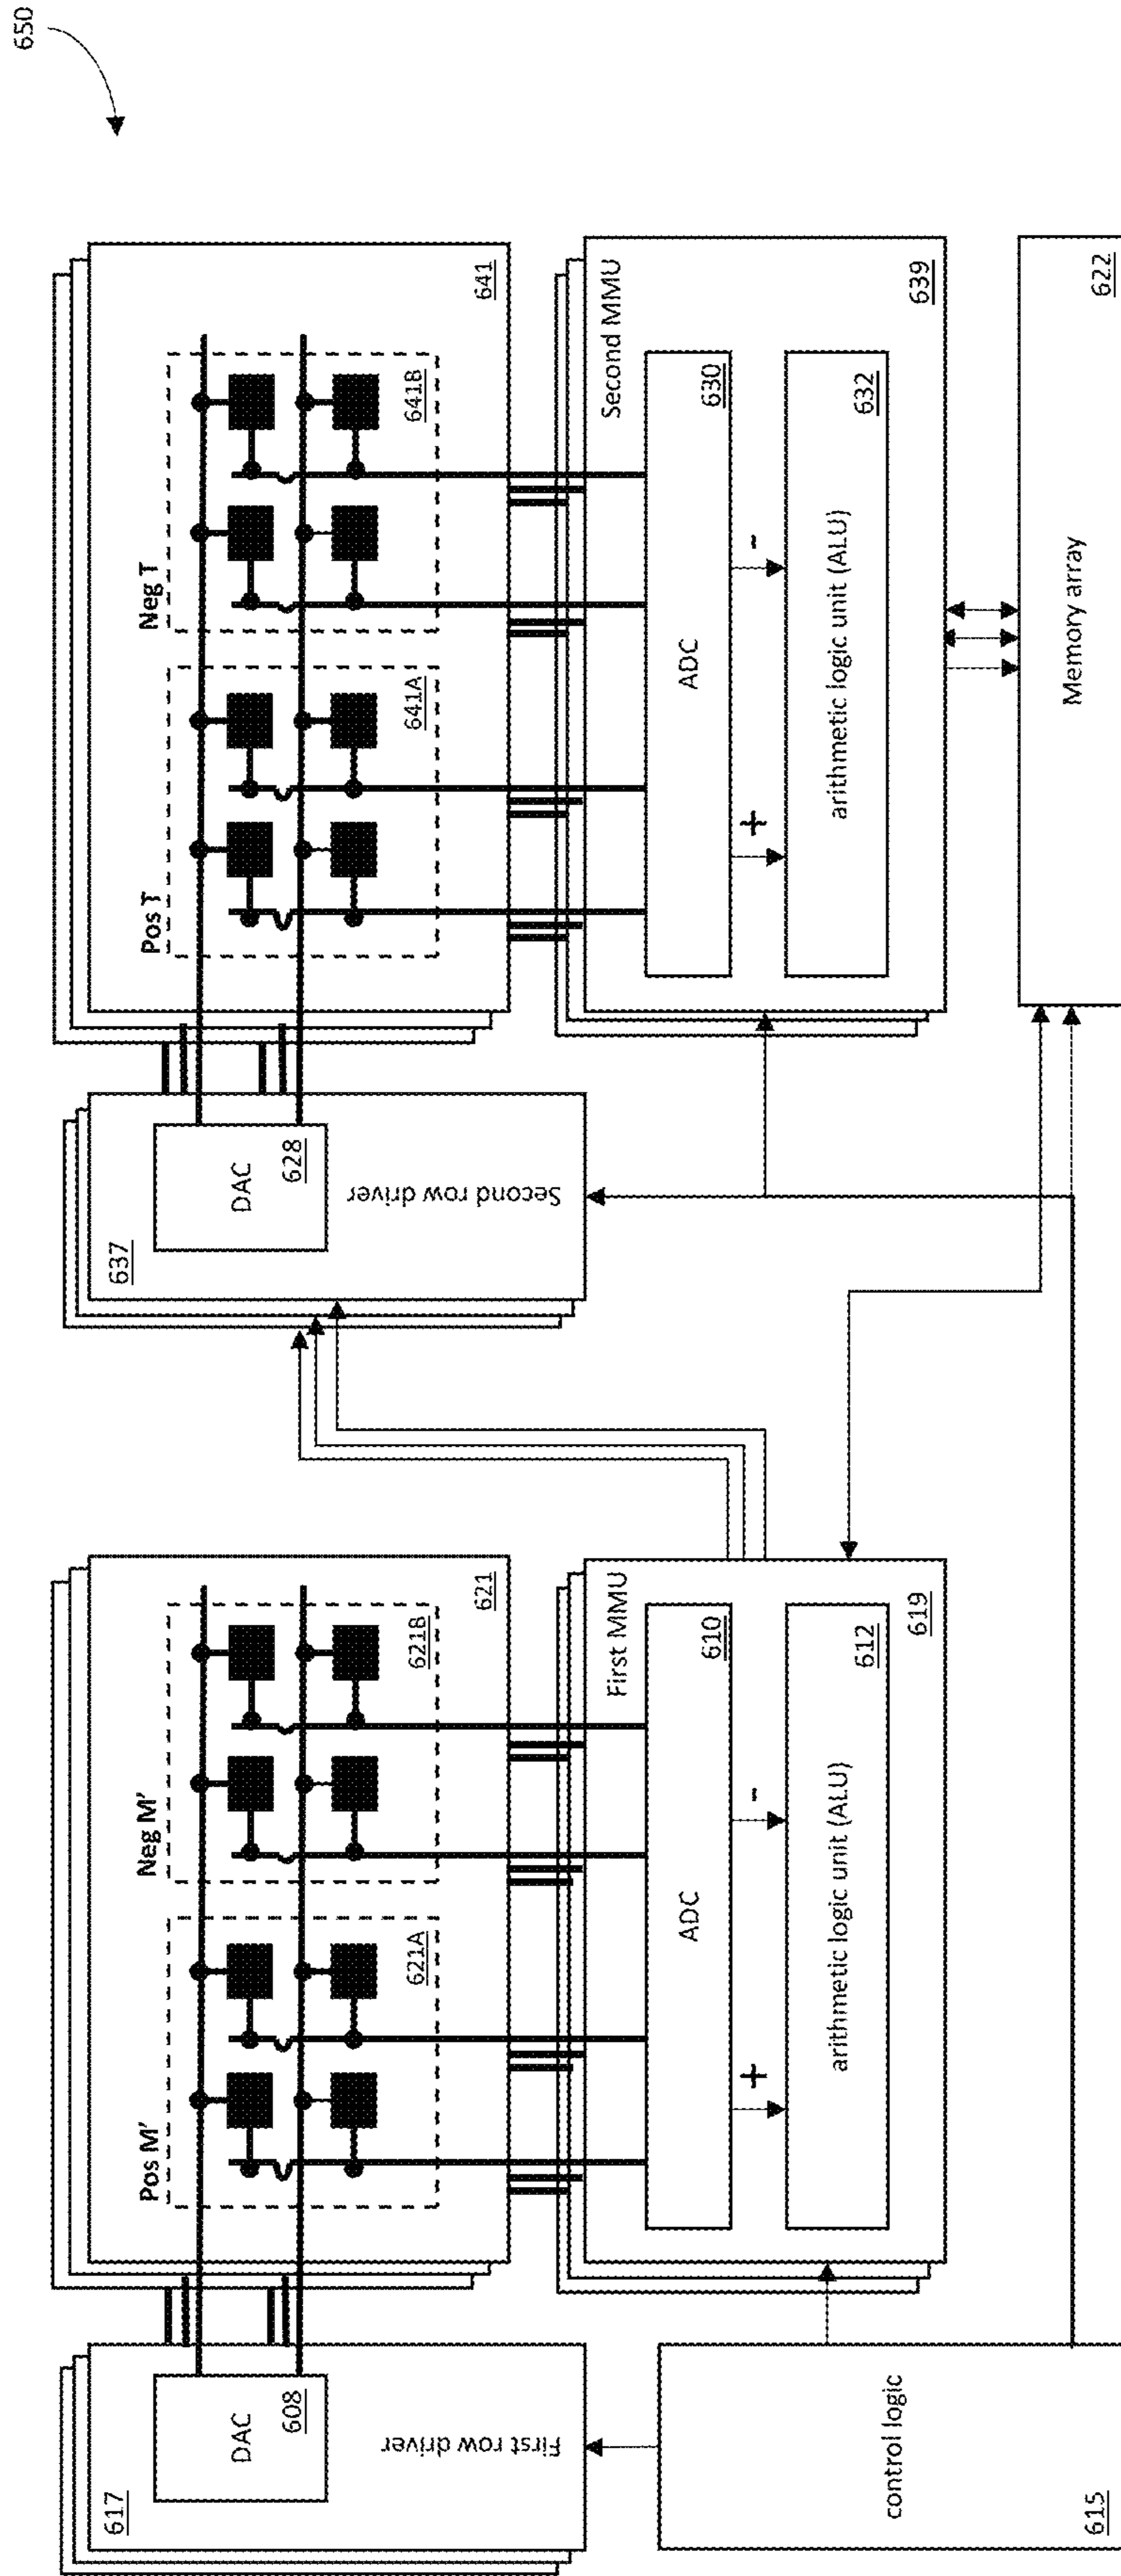 650
617
DAC
608
First row driver
Pos M'
Neg M'
621A
621B
621
First MMU
ADC
610
+
-
arithmetic logic unit (ALU)
612
619
control logic
615
637
DAC
628
Second row driver
Pos T
Neg T
641A
641B
641
Second MMU
ADC
630
+
-
arithmetic logic unit (ALU)
632
639
Memory array
622